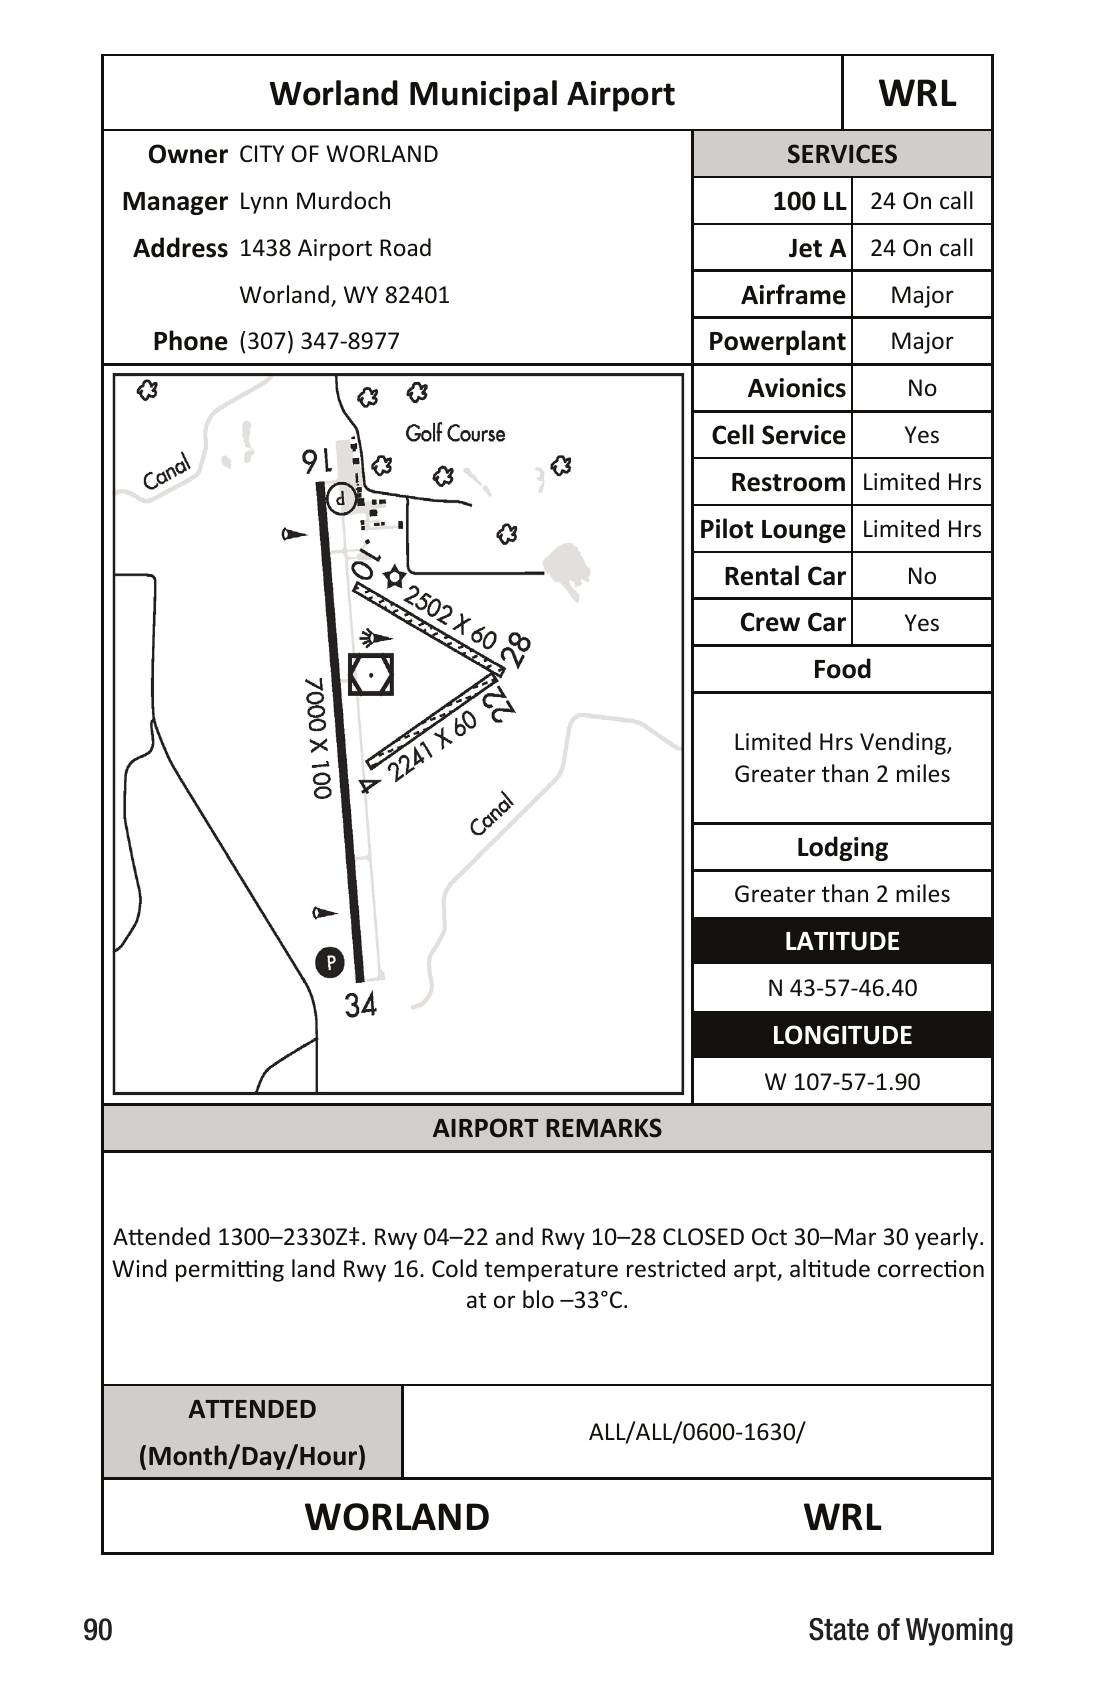 Worland Municipal Airport WRL
Owner CITY OF WORLAND
Manager Lynn Murdoch
Address 1438 Airport Road
Worland, WY 82401
Phone (307) 347-8977
SERVICES
100 LL 24 On call
Jet A 24 On call
Airframe Major
Powerplant Major
Avionics No
Cell Service Yes
Restroom Limited Hrs
Pilot Lounge Limited Hrs
Rental Car No
Crew Car Yes
Food
Limited Hrs Vending,
Greater than 2 miles
Lodging
Greater than 2 miles
LATITUDE
N 43-57-46.40
LONGITUDE
W 107-57-1.90
Golf Course
Canal
16
P
10
2502 X 60
28
22
2241 X 60
4
7000 X 100
Canal
P
34
AIRPORT REMARKS
Attended 1300–2330Z‡. Rwy 04–22 and Rwy 10–28 CLOSED Oct 30–Mar 30 yearly.
Wind permitting land Rwy 16. Cold temperature restricted arpt, altitude correction
at or blo –33°C.
ATTENDED
(Month/Day/Hour)
ALL/ALL/0600-1630/
WORLAND WRL
90 State of Wyoming